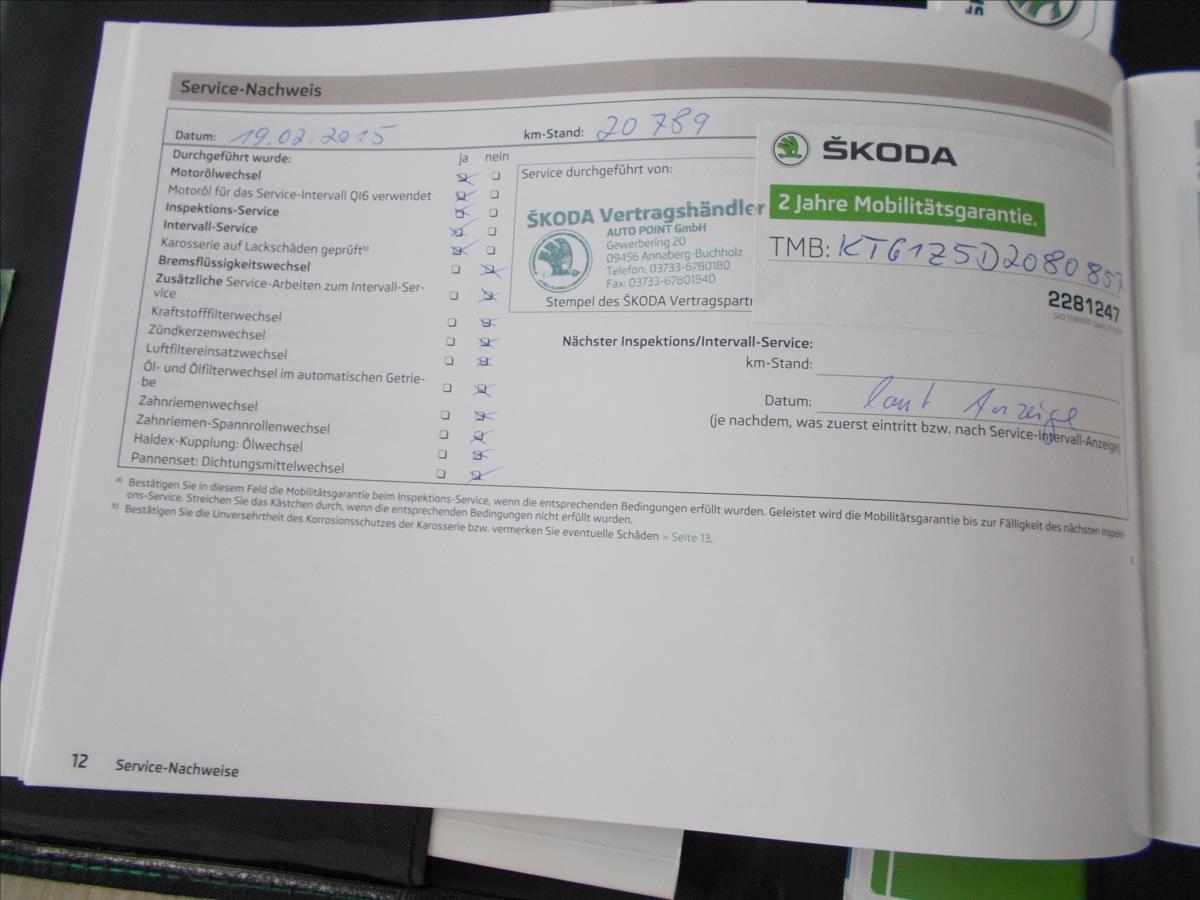 Service-Nachweis
Datum: 19.02.2015
km-Stand: 20 789
Durchgeführt wurde: ja nein
Motorölwechsel
Motoröl für das Service-Intervall QI6 verwendet
Inspektions-Service
Intervall-Service
Karosserie auf Lackschäden geprüft b)
Bremsflüssigkeitswechsel
Zusätzliche Service-Arbeiten zum Intervall-Ser-
vice
Kraftstofffilterwechsel
Zündkerzenwechsel
Luftfiltereinsatzwechsel
Öl- und Ölfilterwechsel im automatischen Getrie-
be
Zahnriemenwechsel
Zahnriemen-Spannrollenwechsel
Haldex-Kupplung: Ölwechsel
Pannenset: Dichtungsmittelwechsel
Service durchgeführt von:
ŠKODA Vertragshändler
AUTO POINT GmbH
Gewerbering 20
09456 Annaberg-Buchholz
Telefon: 03733-6780180
Fax: 03733-67801840
Stempel des ŠKODA Vertragspart
ŠKODA
2 Jahre Mobilitätsgarantie.
TMB: KTG1Z5D2080857
2281247
Nächster Inspektions/Intervall-Service:
km-Stand:
Datum: laut Anzeige
(je nachdem, was zuerst eintritt bzw. nach Service-Intervall-Anzeige)
a) Bestätigen Sie in diesem Feld die Mobilitätsgarantie beim Inspektions-Service, wenn die entsprechenden Bedingungen erfüllt wurden. Geleistet wird die Mobilitätsgarantie bis zur Fälligkeit des nächsten Inspekti-
ons-Service. Streichen Sie das Kästchen durch, wenn die entsprechenden Bedingungen nicht erfüllt wurden.
b) Bestätigen Sie die Unversehrtheit des Korrosionsschutzes der Karosserie bzw. vermerken Sie eventuelle Schäden » Seite 13.
12 Service-Nachweise